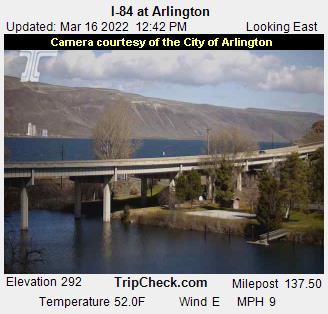 I-84 at Arlington
Updated: Mar 16 2022 12:42 PM Looking East
Camera courtesy of the City of Arlington
Elevation 292 TripCheck.com Milepost 137.50
Temperature 52.0F Wind E MPH 9